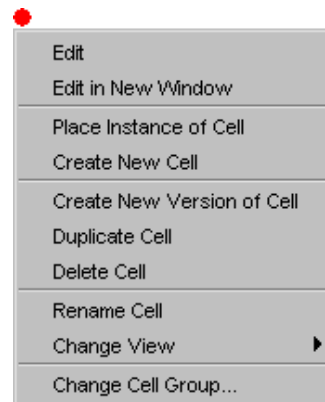 Edit
Edit in New Window
Place Instance of Cell
Create New Cell
Create New Version of Cell
Duplicate Cell
Delete Cell
Rename Cell
Change View
Change Cell Group...